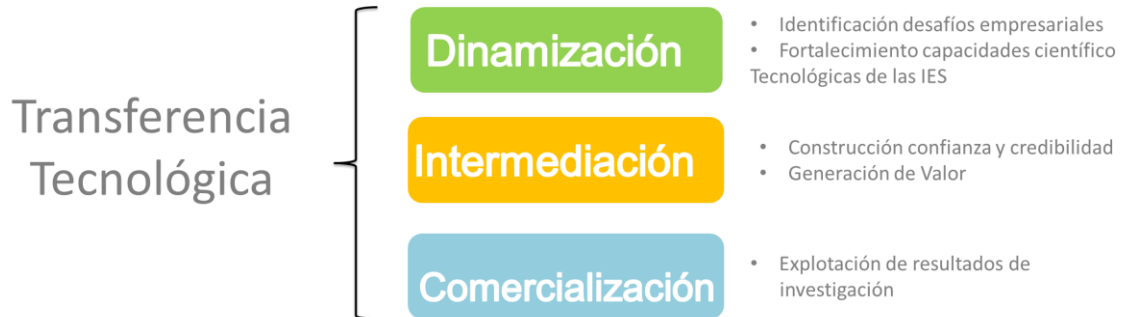 Transferencia
Tecnológica
Dinamización
• Identificación desafíos empresariales
• Fortalecimiento capacidades científico
Tecnológicas de las IES
Intermediación
• Construcción confianza y credibilidad
• Generación de Valor
Comercialización
• Explotación de resultados de
investigación